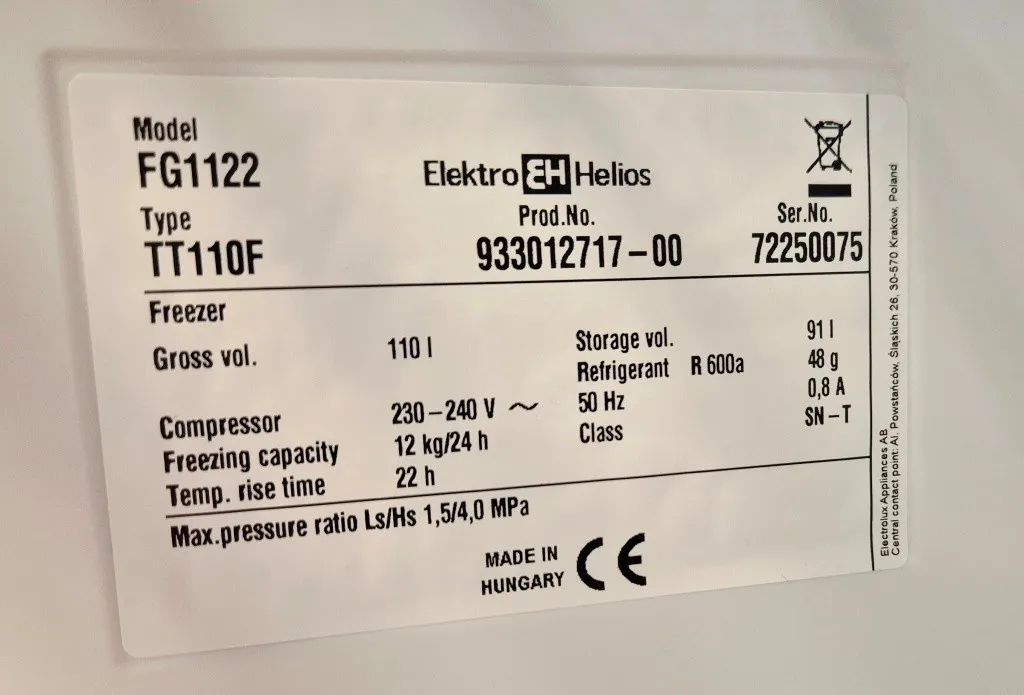 Model
FG1122
Elektro EH Helios
Type
Prod.No.
Ser.No.
TT110F
933012717-00
72250075
Freezer
Gross vol.
110 l
Storage vol.
91 l
Refrigerant R 600a
48 g
Compressor
230-240 V ~
50 Hz
0,8 A
Freezing capacity
12 kg/24 h
Class
SN-T
Temp. rise time
22 h
Max.pressure ratio Ls/Hs 1,5/4,0 MPa
MADE IN
HUNGARY
CE
Electrolux Appliances AB
Central contact point: Al. Powstańców, Śląskich 26, 30-570 Kraków, Poland